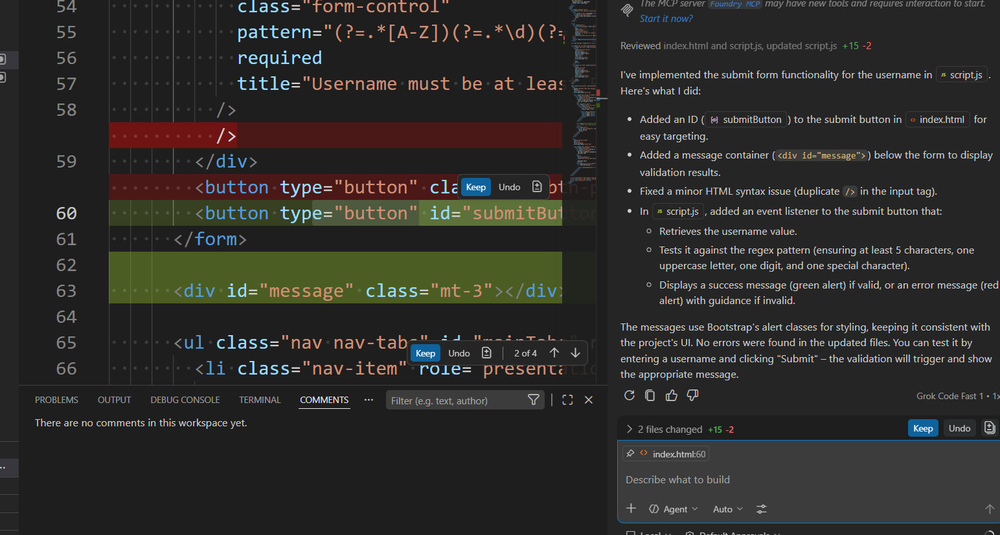 54 class="form-control"
55 pattern="(?=.*[A-Z])(?=.*\d)(?=
56 required
57 title="Username must be at least
58 />
/>
59 </div>
<button type="button" cla
Keep Undo
60 <button type="button" id="submitButton
61 </form>
62
63 <div id="message" class="mt-3"></div>
64
65 <ul class="nav nav-tabs" id="mainTabs"
66 <li class="nav-item" role="presentation
Keep Undo 2 of 4
PROBLEMS OUTPUT DEBUG CONSOLE TERMINAL COMMENTS ··· Filter (e.g. text, author)
There are no comments in this workspace yet.
The MCP server Foundry MCP may have new tools and requires interaction to start.
Start it now?
Reviewed index.html and script.js, updated script.js +15 -2
I've implemented the submit form functionality for the username in JS script.js .
Here's what I did:
• Added an ID ( submitButton ) to the submit button in <> index.html for
easy targeting.
• Added a message container (<div id="message">) below the form to display
validation results.
• Fixed a minor HTML syntax issue (duplicate /> in the input tag).
• In JS script.js , added an event listener to the submit button that:
○ Retrieves the username value.
○ Tests it against the regex pattern (ensuring at least 5 characters, one
uppercase letter, one digit, and one special character).
○ Displays a success message (green alert) if valid, or an error message (red
alert) with guidance if invalid.
The messages use Bootstrap's alert classes for styling, keeping it consistent with
the project's UI. No errors were found in the updated files. You can test it by
entering a username and clicking "Submit" – the validation will trigger and show
the appropriate message.
Grok Code Fast 1 • 1x
2 files changed +15 -2 Keep Undo
<> index.html:60
Describe what to build
Agent Auto
Local Default Approvals